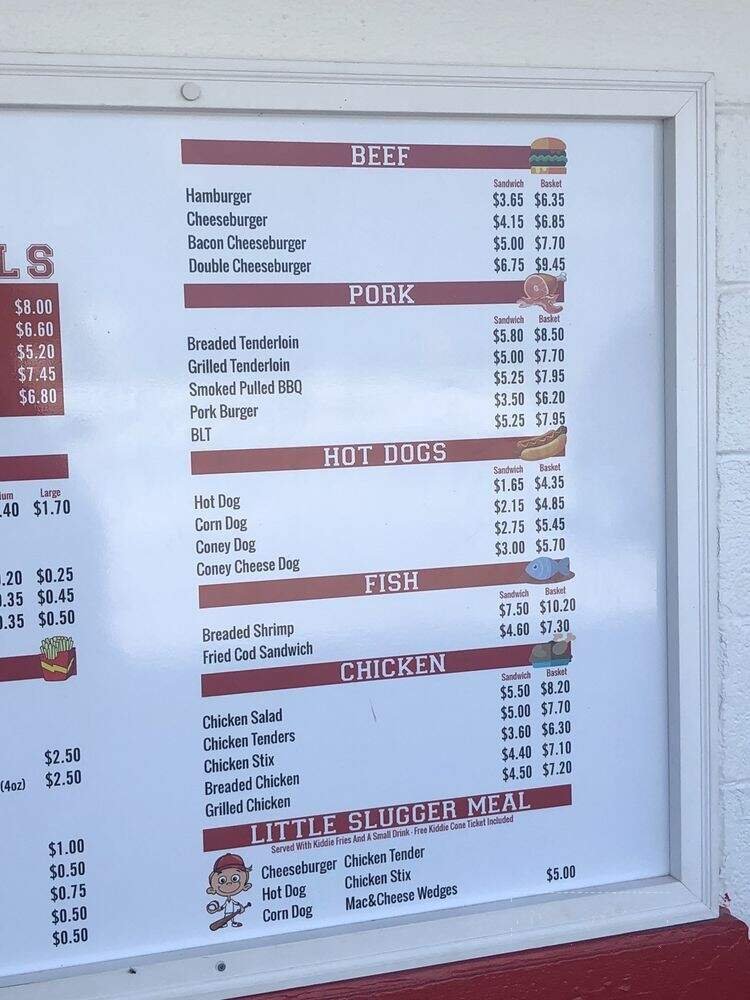 LS
$8.00
$6.60
$5.20
$7.45
$6.80
Large
.40 $1.70
.20 $0.25
.35 $0.45
.35 $0.50
$2.50
(4oz) $2.50
$1.00
$0.50
$0.75
$0.50
$0.50
BEEF
Sandwich Basket
Hamburger $3.65 $6.35
Cheeseburger $4.15 $6.85
Bacon Cheeseburger $5.00 $7.70
Double Cheeseburger $6.75 $9.45
PORK
Sandwich Basket
Breaded Tenderloin $5.80 $8.50
Grilled Tenderloin $5.00 $7.70
Smoked Pulled BBQ $5.25 $7.95
Pork Burger $3.50 $6.20
BLT $5.25 $7.95
HOT DOGS
Sandwich Basket
Hot Dog $1.65 $4.35
Corn Dog $2.15 $4.85
Coney Dog $2.75 $5.45
Coney Cheese Dog $3.00 $5.70
FISH
Sandwich Basket
Breaded Shrimp $7.50 $10.20
Fried Cod Sandwich $4.60 $7.30
CHICKEN
Sandwich Basket
Chicken Salad $5.50 $8.20
Chicken Tenders $5.00 $7.70
Chicken Stix $3.60 $6.30
Breaded Chicken $4.40 $7.10
Grilled Chicken $4.50 $7.20
LITTLE SLUGGER MEAL
Served With Kiddie Fries And A Small Drink - Free Kiddie Cone Ticket Included
Cheeseburger Chicken Tender
Hot Dog Chicken Stix $5.00
Corn Dog Mac&Cheese Wedges